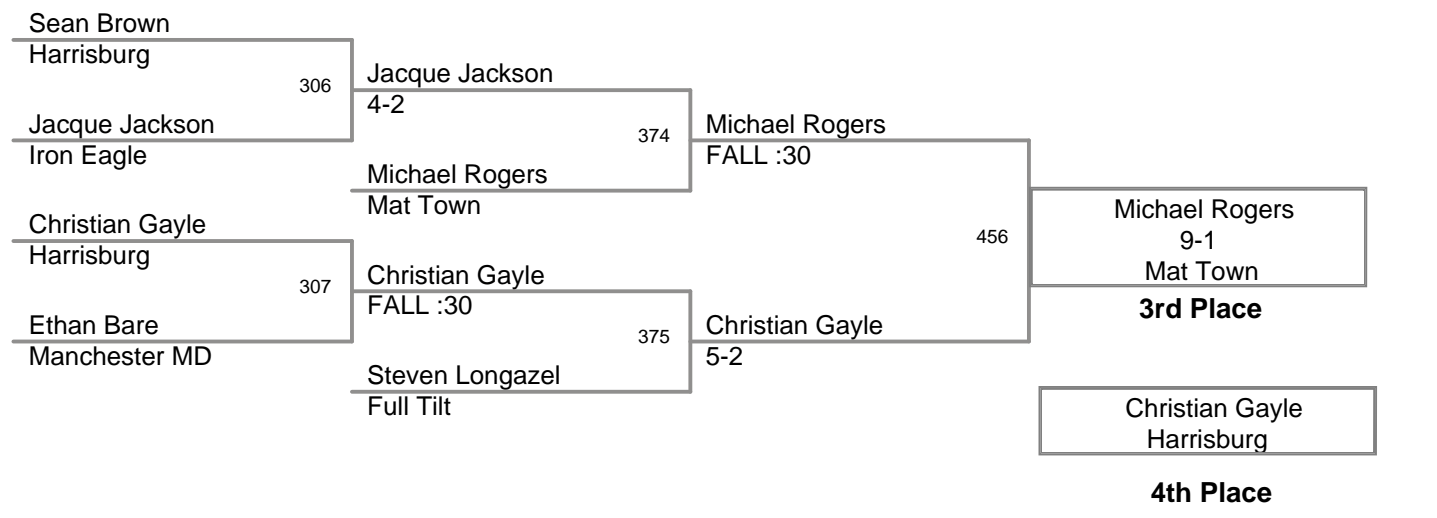 Sean Brown
Harrisburg
306
Jacque Jackson
4-2
Jacque Jackson
Iron Eagle
374
Michael Rogers
FALL :30
Michael Rogers
Mat Town
Christian Gayle
Harrisburg
456
Michael Rogers
9-1
Mat Town
3rd Place
307
Christian Gayle
FALL :30
Ethan Bare
Manchester MD
375
Christian Gayle
5-2
Steven Longazel
Full Tilt
Christian Gayle
Harrisburg
4th Place